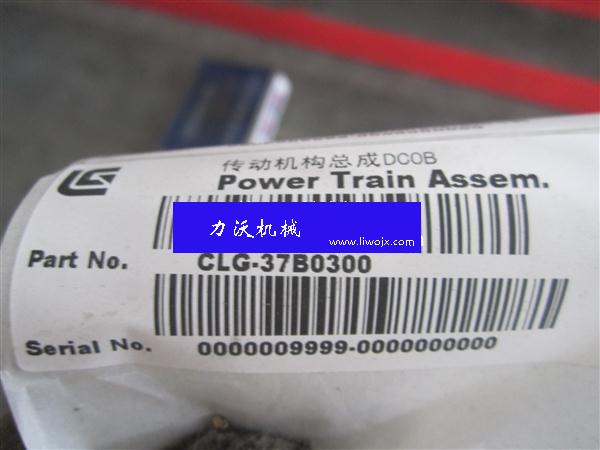 传动机构总成DC0B
Power Train Assem.
力沃机械
www.liwojx.com
Part No. CLG-37B0300
Serial No. 0000009999-0000000000